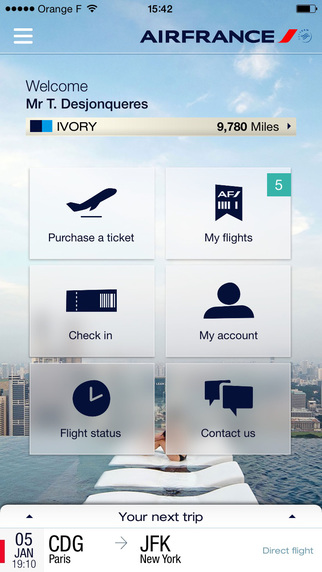 Orange F 15:42
AIRFRANCE
Welcome
Mr T. Desjonqueres
IVORY 9,780 Miles
5
AF
Purchase a ticket My flights
Check in My account
Flight status Contact us
Your next trip
05 CDG JFK
JAN Paris New York Direct flight
19:10